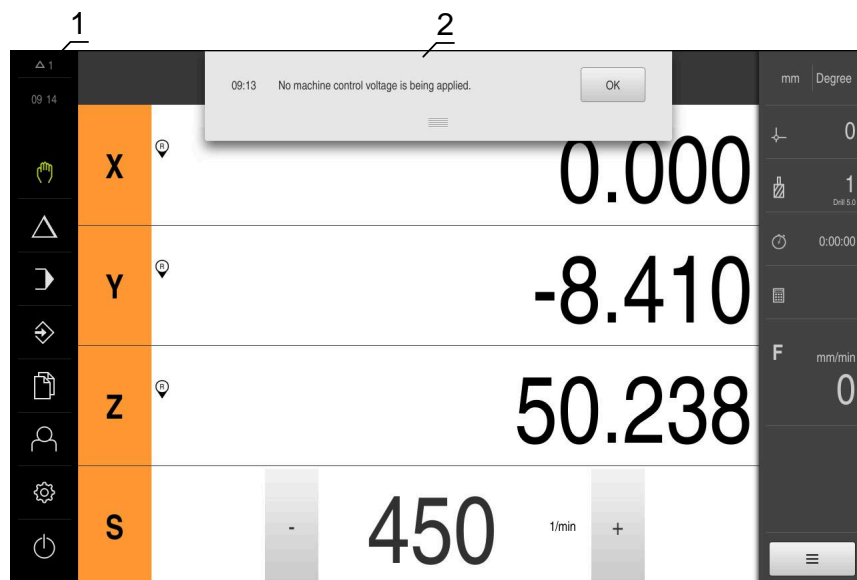 1
2
1
09 14
09:13 No machine control voltage is being applied. OK
mm Degree
X R 0.000
0
1
Drill 5.0
0:00:00
Y R -8.410
F mm/min
0
Z R 50.238
S - 450 1/min +